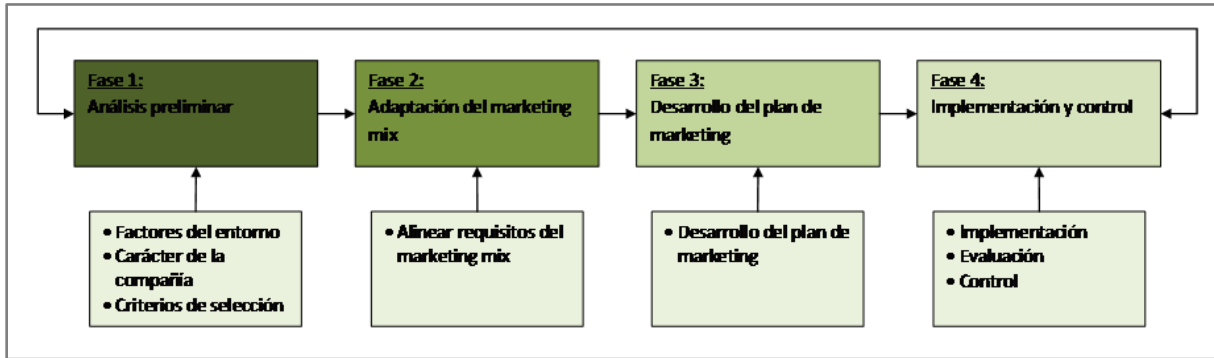 Fase 1:
Análisis preliminar
Fase 2:
Adaptación del marketing
mix
Fase 3:
Desarrollo del plan de
marketing
Fase 4:
Implementación y control
• Factores del entorno
• Carácter de la
compañía
• Criterios de selección
• Alinear requisitos del
marketing mix
• Desarrollo del plan de
marketing
• Implementación
• Evaluación
• Control